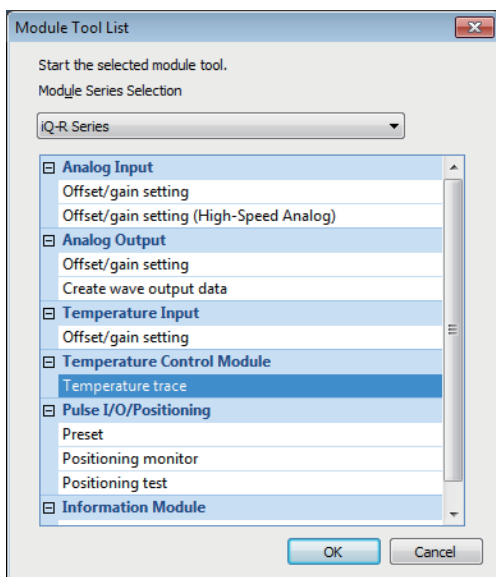 Module Tool List
Start the selected module tool.
Module Series Selection
iQ-R Series
Analog Input
Offset/gain setting
Offset/gain setting (High-Speed Analog)
Analog Output
Offset/gain setting
Create wave output data
Temperature Input
Offset/gain setting
Temperature Control Module
Temperature trace
Pulse I/O/Positioning
Preset
Positioning monitor
Positioning test
Information Module
OK
Cancel